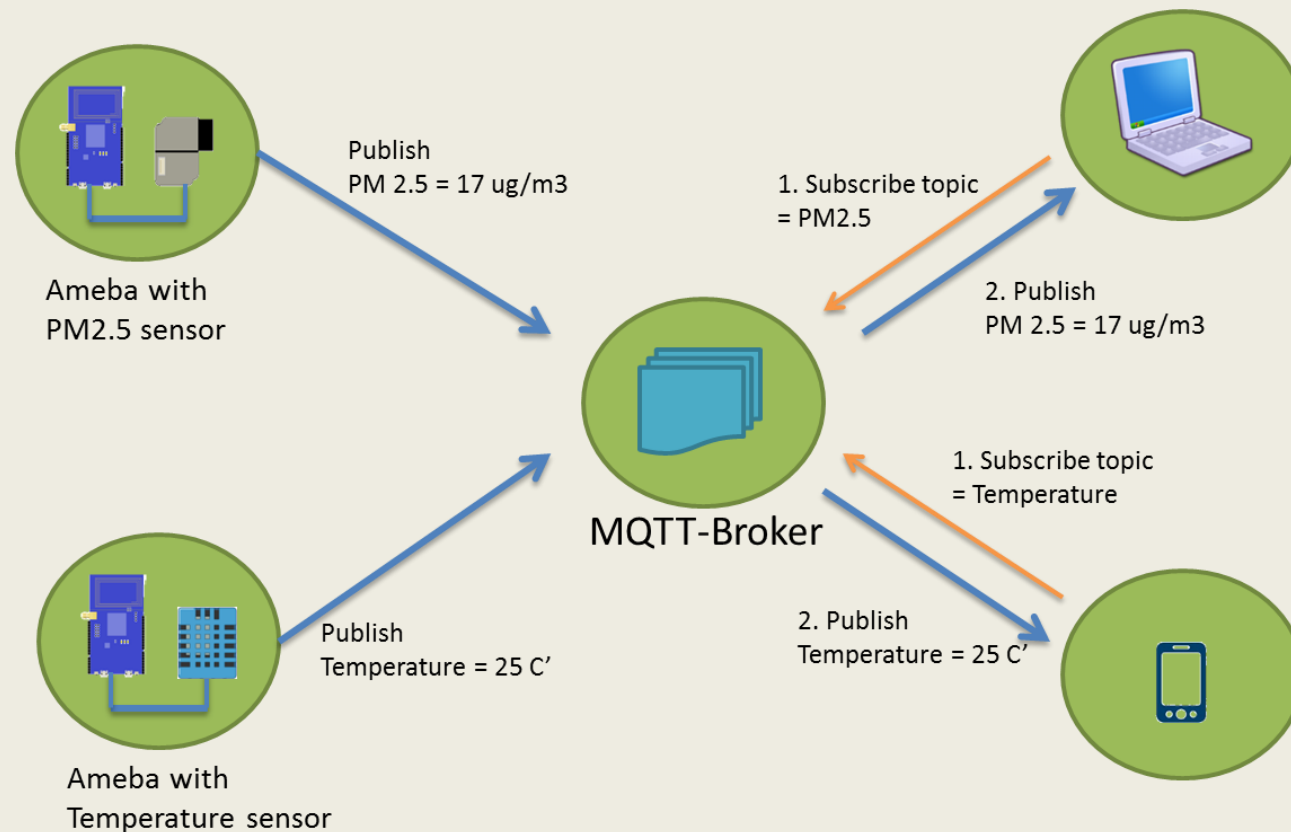 Publish
PM 2.5 = 17 ug/m3
Ameba with
PM2.5 sensor
1. Subscribe topic
= PM2.5
2. Publish
PM 2.5 = 17 ug/m3
MQTT-Broker
1. Subscribe topic
= Temperature
2. Publish
Temperature = 25 C’
Publish
Temperature = 25 C’
Ameba with
Temperature sensor